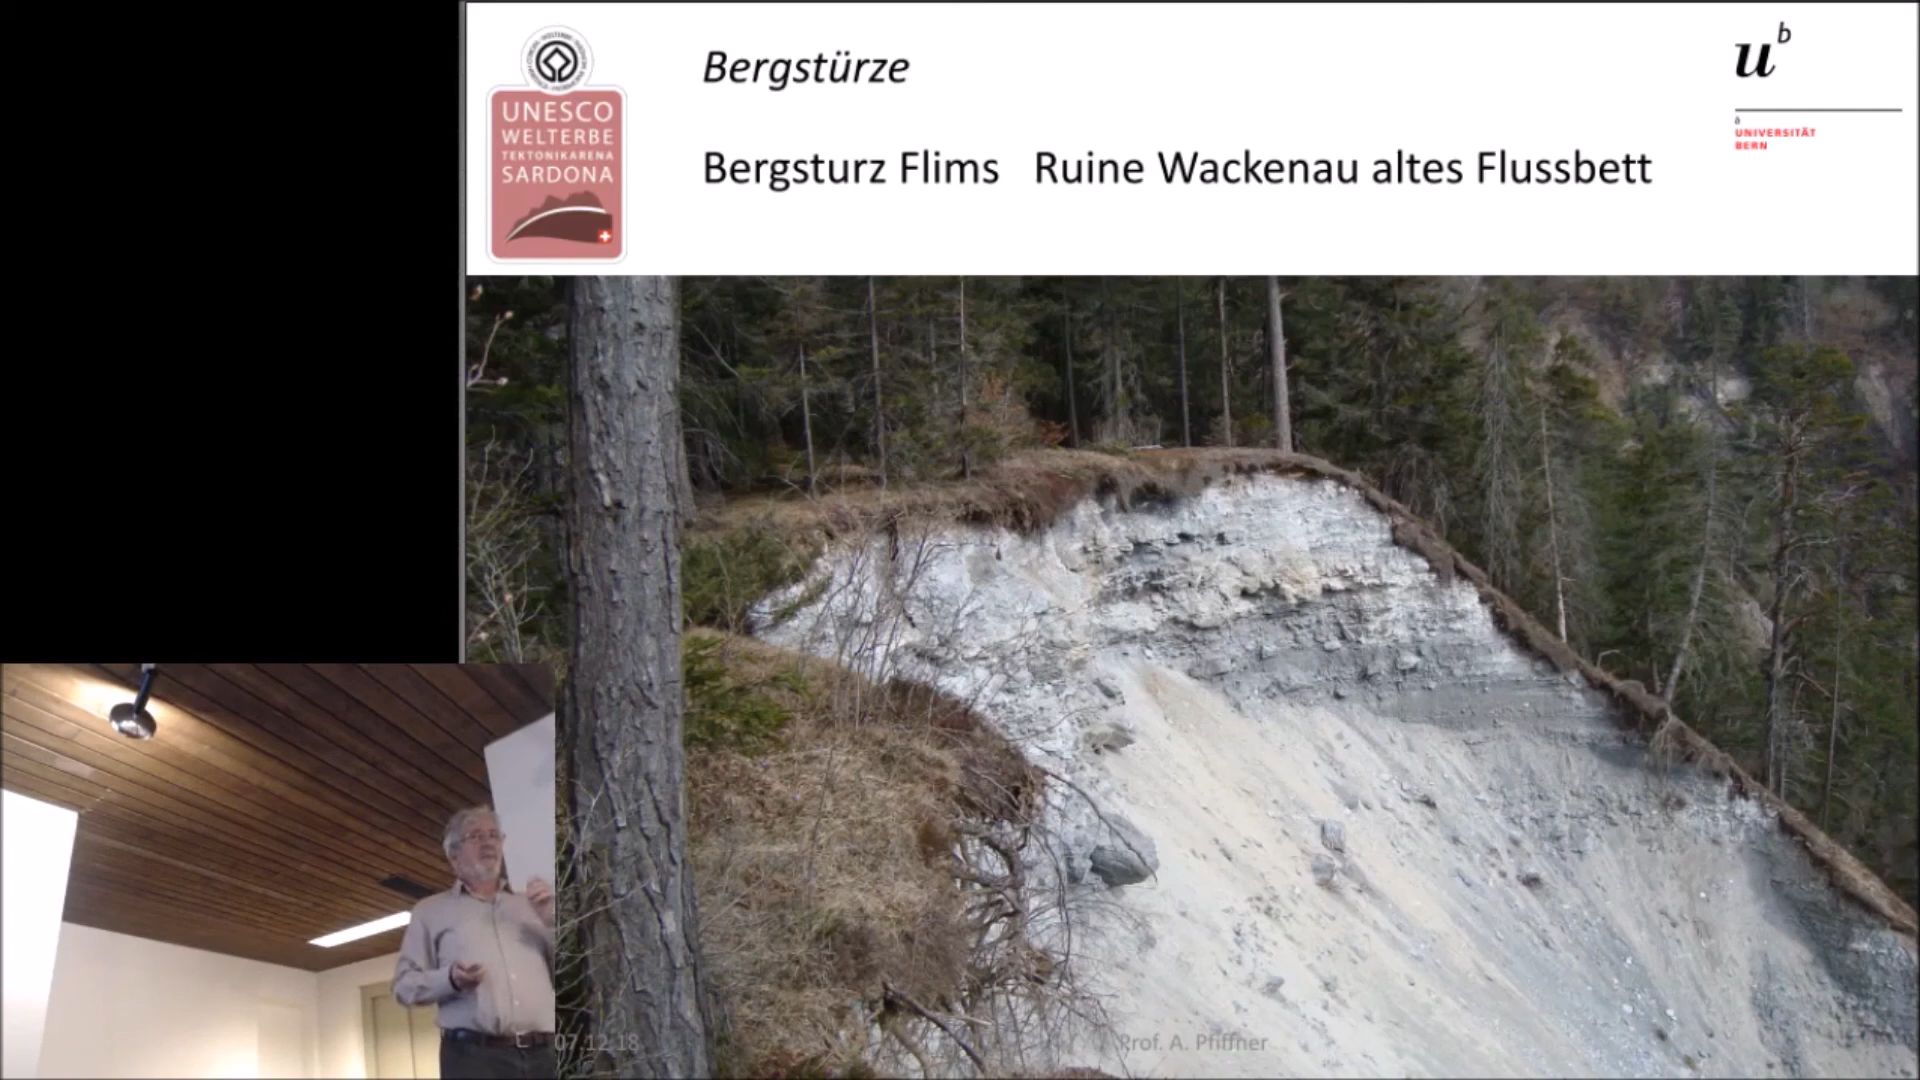 Bergstürze
Bergsturz Flims Ruine Wackenau altes Flussbett
UNESCO
WELTERBE
TEKTONIKARENA
SARDONA
u
b
b
UNIVERSITÄT
BERN
07.12.18
Prof. A. Pfiffner